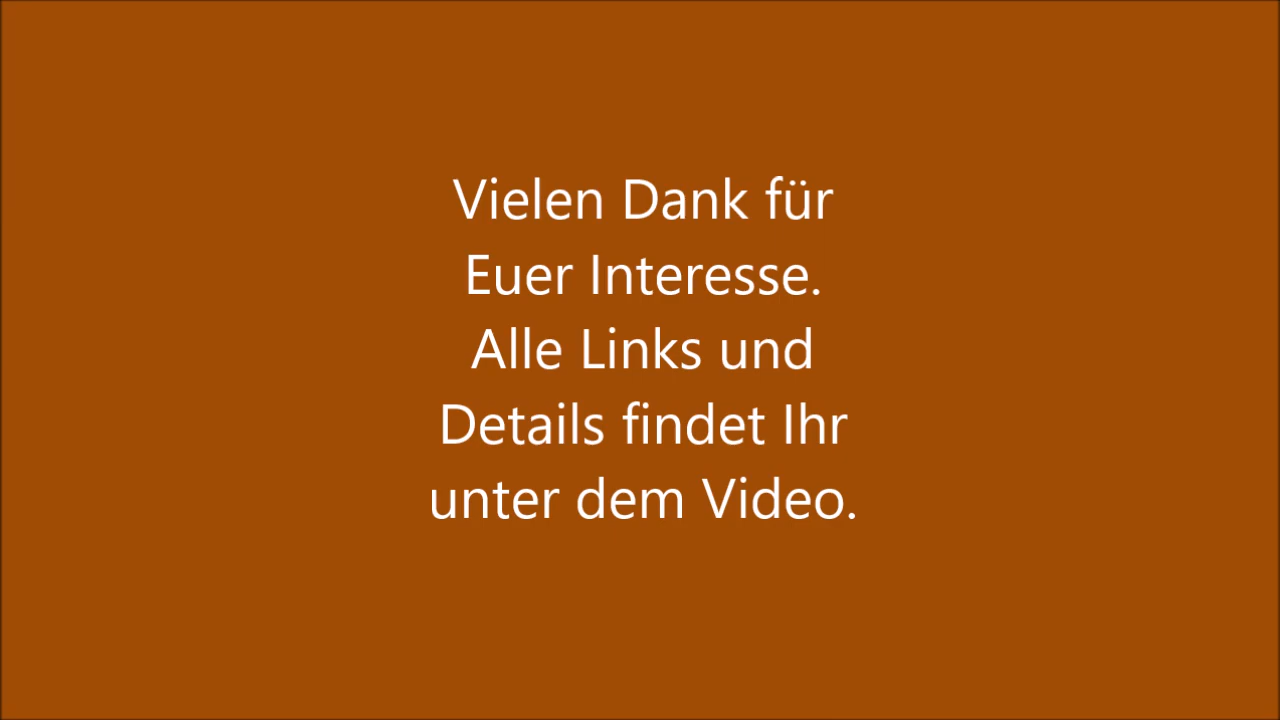 Vielen Dank für
Euer Interesse.
Alle Links und
Details findet Ihr
unter dem Video.